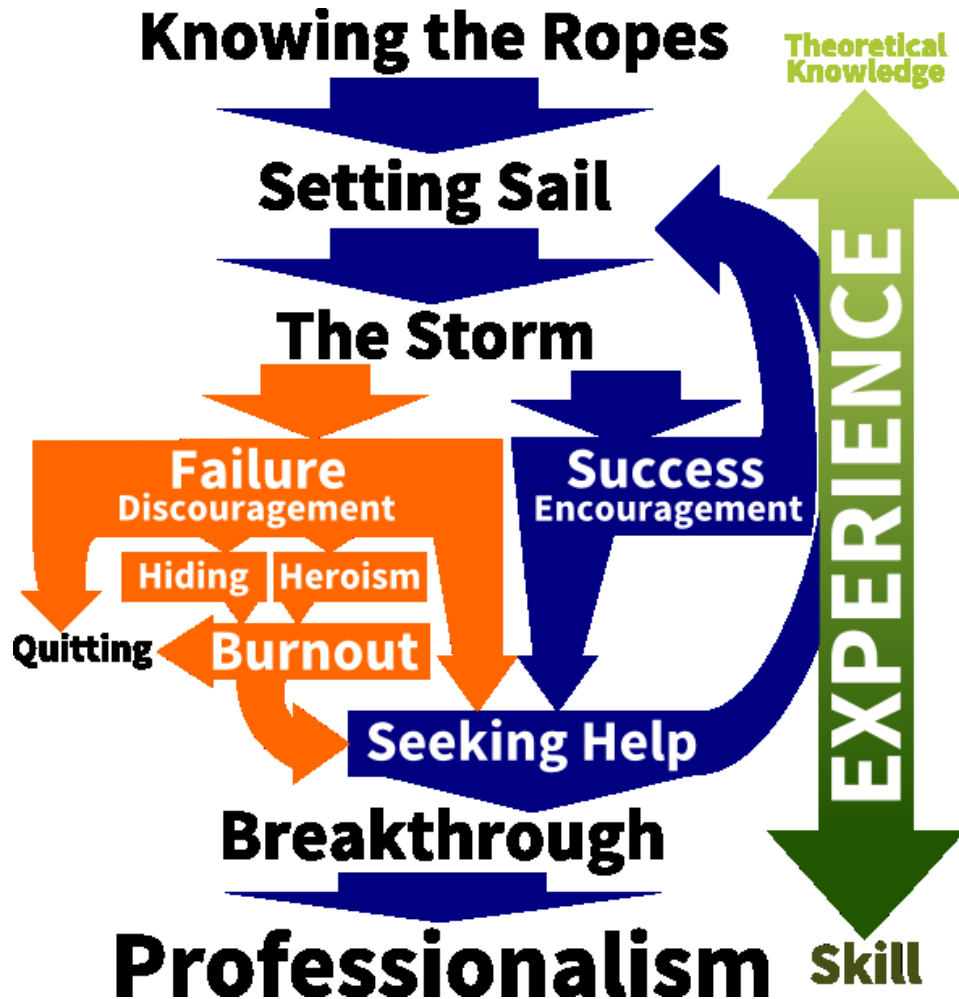 Knowing the Ropes
Theoretical
Knowledge
Setting Sail
The Storm
Failure
Discouragement
Success
Encouragement
Hiding
Heroism
Quitting
Burnout
Seeking Help
Breakthrough
Professionalism
EXPERIENCE
Skill